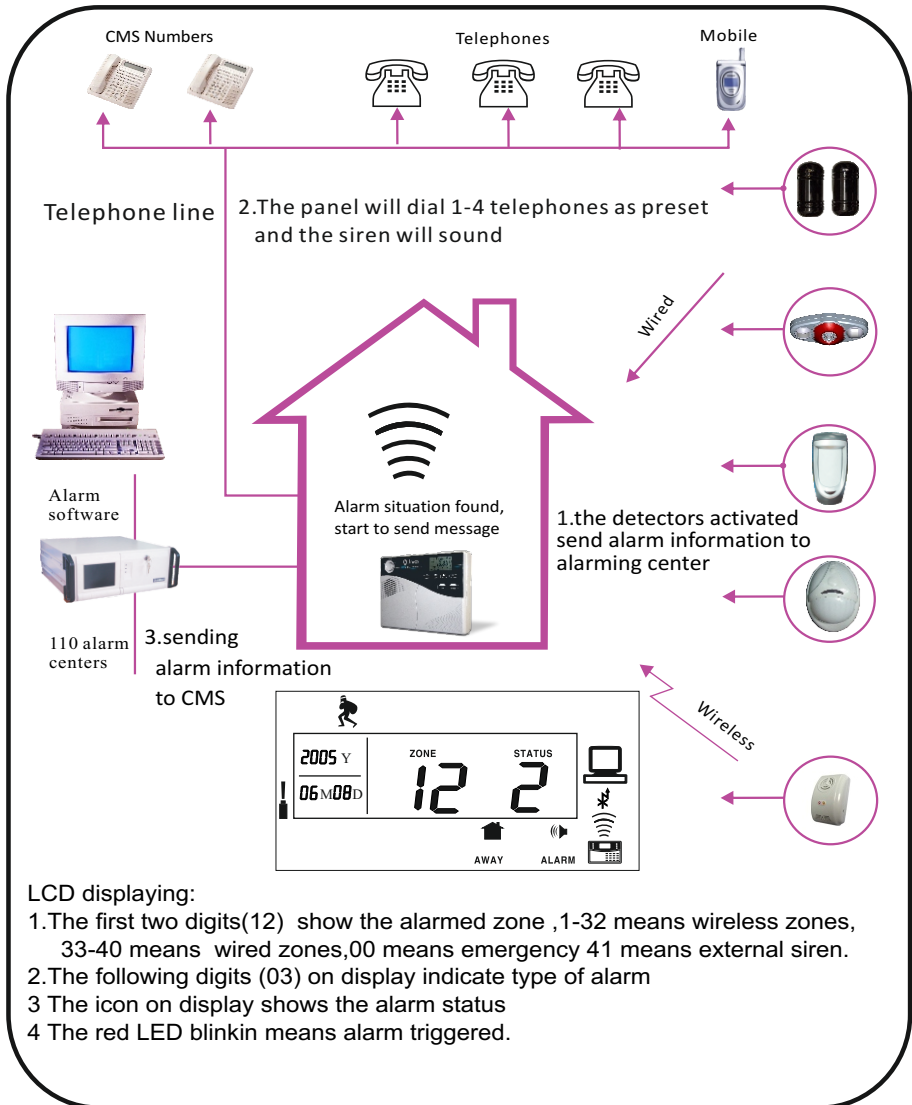 CMS Numbers
Telephones
Mobile
Telephone line
2.The panel will dial 1-4 telephones as preset
and the siren will sound
Wired
Alarm
software
Alarm situation found,
start to send message
1.the detectors activated
send alarm information to
alarming center
110 alarm
centers
3.sending
alarm information
to CMS
Wireless
2005 Y
06 M 08 D
ZONE
12
STATUS
2
AWAY
ALARM
LCD displaying:
1.The first two digits(12) show the alarmed zone ,1-32 means wireless zones,
33-40 means wired zones,00 means emergency 41 means external siren.
2.The following digits (03) on display indicate type of alarm
3 The icon on display shows the alarm status
4 The red LED blinkin means alarm triggered.